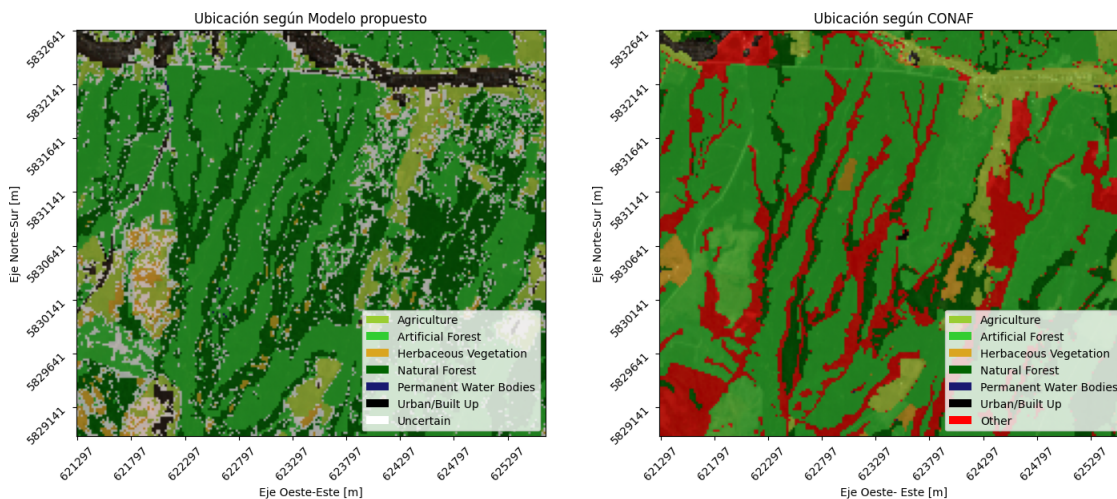 Ubicación según Modelo propuesto
5832641
5832141
5831641
5831141
5830641
5830141
5829641
5829141
Eje Norte-Sur [m]
Agriculture
Artificial Forest
Herbaceous Vegetation
Natural Forest
Permanent Water Bodies
Urban/Built Up
Uncertain
621297
621797
622297
622797
623297
623797
624297
624797
625297
Eje Oeste-Este [m]
Ubicación según CONAF
5832641
5832141
5831641
5831141
5830641
5830141
5829641
5829141
Eje Norte-Sur [m]
Agriculture
Artificial Forest
Herbaceous Vegetation
Natural Forest
Permanent Water Bodies
Urban/Built Up
Other
621297
621797
622297
622797
623297
623797
624297
624797
625297
Eje Oeste- Este [m]